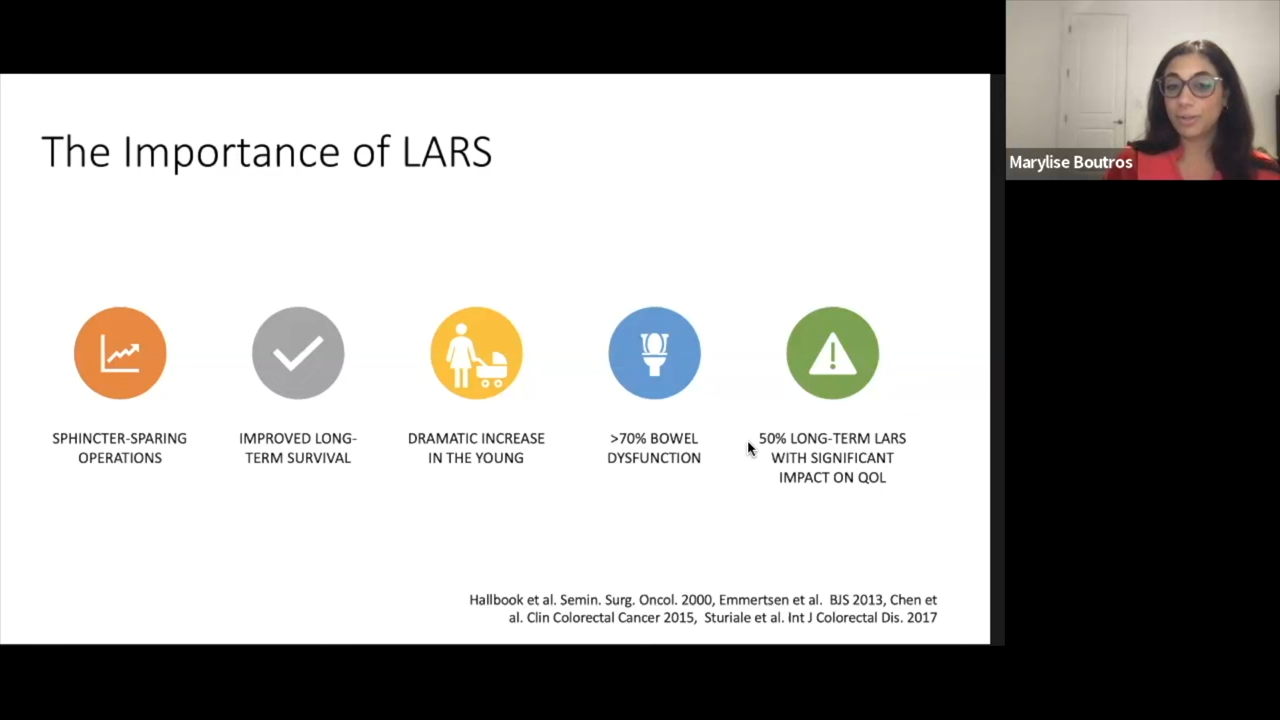 The Importance of LARS
SPHINCTER-SPARING
OPERATIONS
IMPROVED LONG-
TERM SURVIVAL
DRAMATIC INCREASE
IN THE YOUNG
>70% BOWEL
DYSFUNCTION
50% LONG-TERM LARS
WITH SIGNIFICANT
IMPACT ON QOL
Hallbook et al. Semin. Surg. Oncol. 2000, Emmertsen et al.  BJS 2013, Chen et
al. Clin Colorectal Cancer 2015,  Sturiale et al. Int J Colorectal Dis. 2017
Marylise Boutros